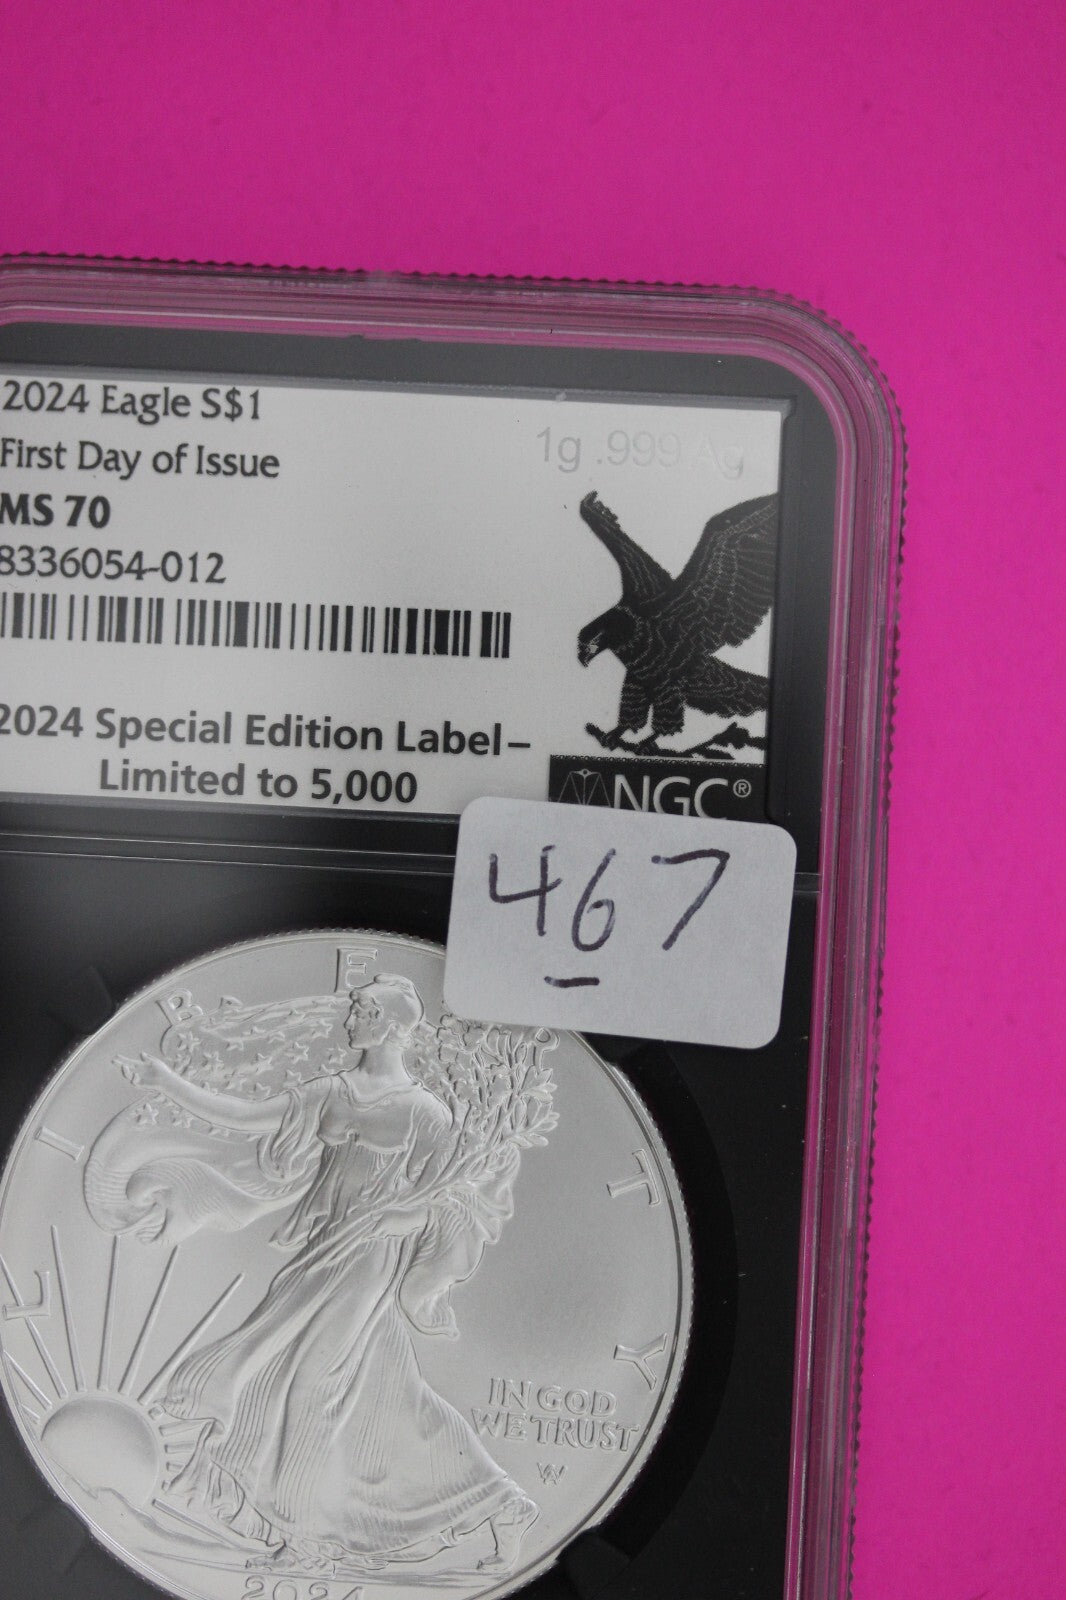 2024 Eagle S$1
First Day of Issue
MS 70
8336054-012
1g .999 Ag
2024 Special Edition Label–
Limited to 5,000
NGC®
467
LIBERTY
IN GOD
WE TRUST
2024